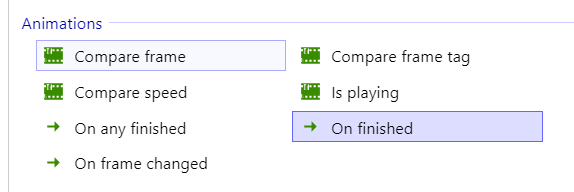 Animations
Compare frame
Compare frame tag
Compare speed
Is playing
On any finished
On finished
On frame changed